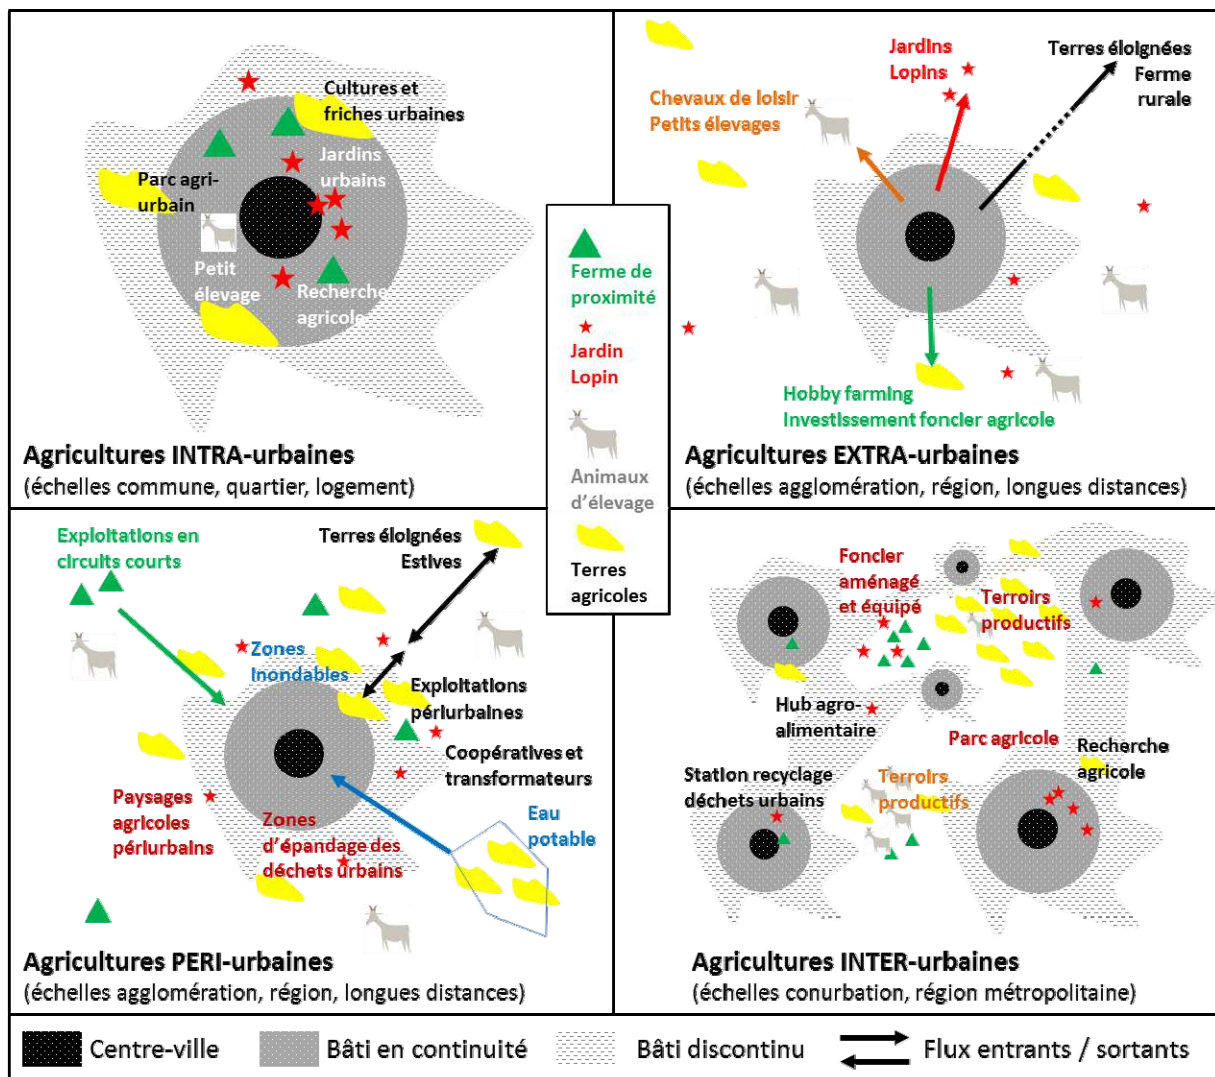 Cultures et
friches urbaines
Jardins
urbains
Parc agri-
urbain
Petit
élevage
Recherche
agricole
Agricultures INTRA-urbaines
(échelles commune, quartier, logement)
Jardins
Lopins
Terres éloignées
Ferme
rurale
Chevaux de loisir
Petits élevages
Hobby farming
Investissement foncier agricole
Agricultures EXTRA-urbaines
(échelles agglomération, région, longues distances)
Ferme de
proximité
Jardin
Lopin
Animaux
d'élevage
Terres
agricoles
Exploitations en
circuits courts
Terres éloignées
Estives
Zones
Inondables
Exploitations
périurbaines
Coopératives et
transformateurs
Paysages
agricoles
périurbains
Zones
d'épandage des
déchets urbains
Eau
potable
Agricultures PERI-urbaines
(échelles agglomération, région, longues distances)
Foncier
aménagé
et équipé
Terroirs
productifs
Hub agro-
alimentaire
Parc agricole
Recherche
agricole
Station recyclage
déchets urbains
Terroirs
productifs
Agricultures INTER-urbaines
(échelles conurbation, région métropolitaine)
Centre-ville
Bâti en continuité
Bâti discontinu
Flux entrants / sortants